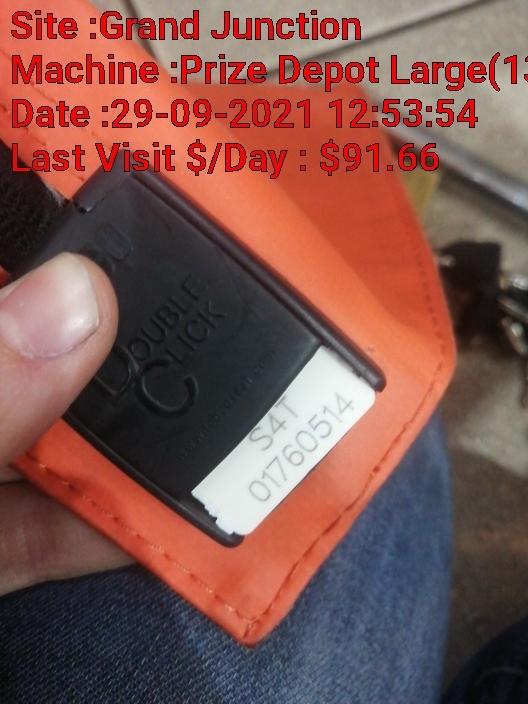 Site :Grand Junction
Machine :Prize Depot Large(13
Date :29-09-2021 12:53:54
Last Visit $/Day : $91.66
DOUBLE
CLICK
S4T
01760514